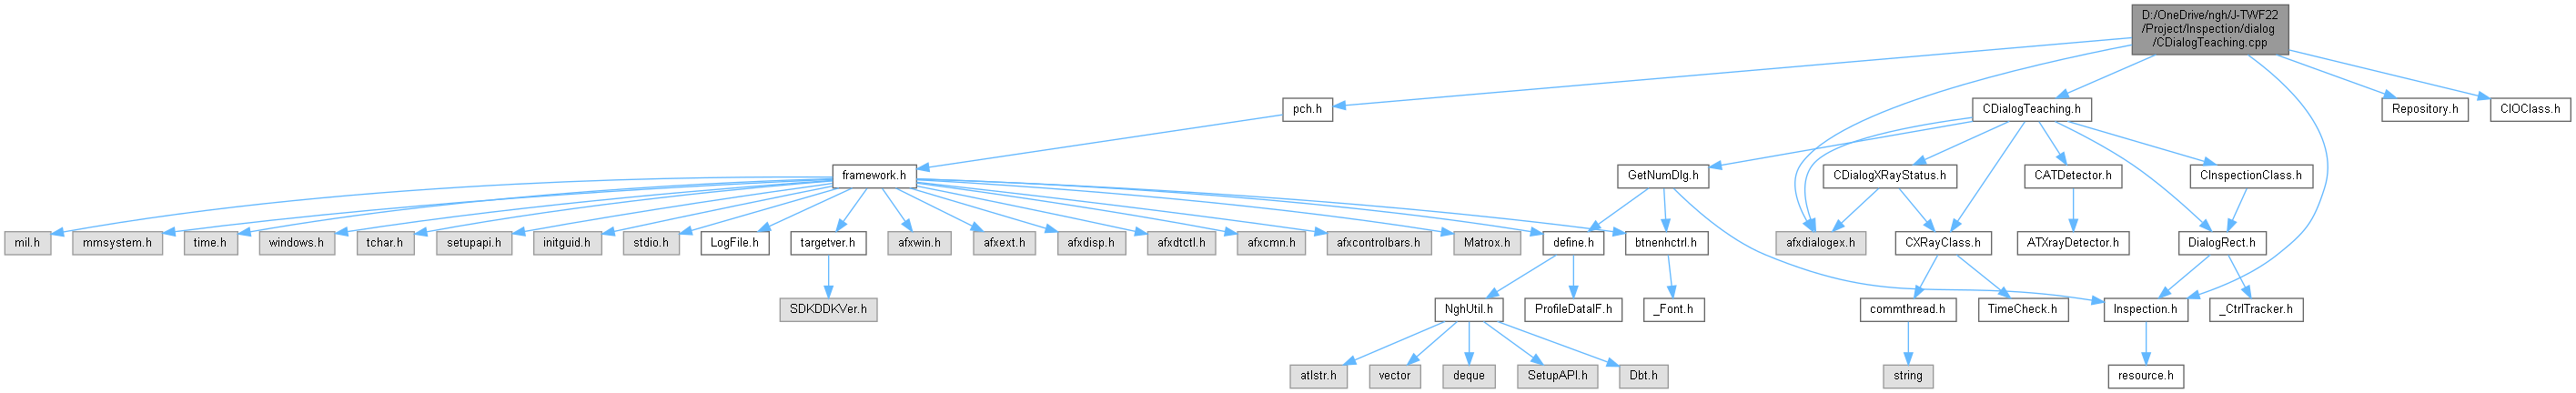 D:/OneDrive/ngh/J-TWF22
/Project/Inspection/dialog
/CDialogTeaching.cpp
pch.h
CDialogTeaching.h
Repository.h
CIOClass.h
framework.h
GetNumDlg.h
CDialogXRayStatus.h
CATDetector.h
CInspectionClass.h
mil.h
mmsystem.h
time.h
windows.h
tchar.h
setupapi.h
initguid.h
stdio.h
LogFile.h
targetver.h
afxwin.h
afxext.h
afxdisp.h
afxdtctl.h
afxcmn.h
afxcontrolbars.h
Matrox.h
define.h
btnenhctrl.h
afxdialogex.h
CXRayClass.h
ATXrayDetector.h
DialogRect.h
SDKDDKVer.h
NghUtil.h
ProfileDataIF.h
_Font.h
commthread.h
TimeCheck.h
Inspection.h
_CtrlTracker.h
atlstr.h
vector
deque
SetupAPI.h
Dbt.h
string
resource.h